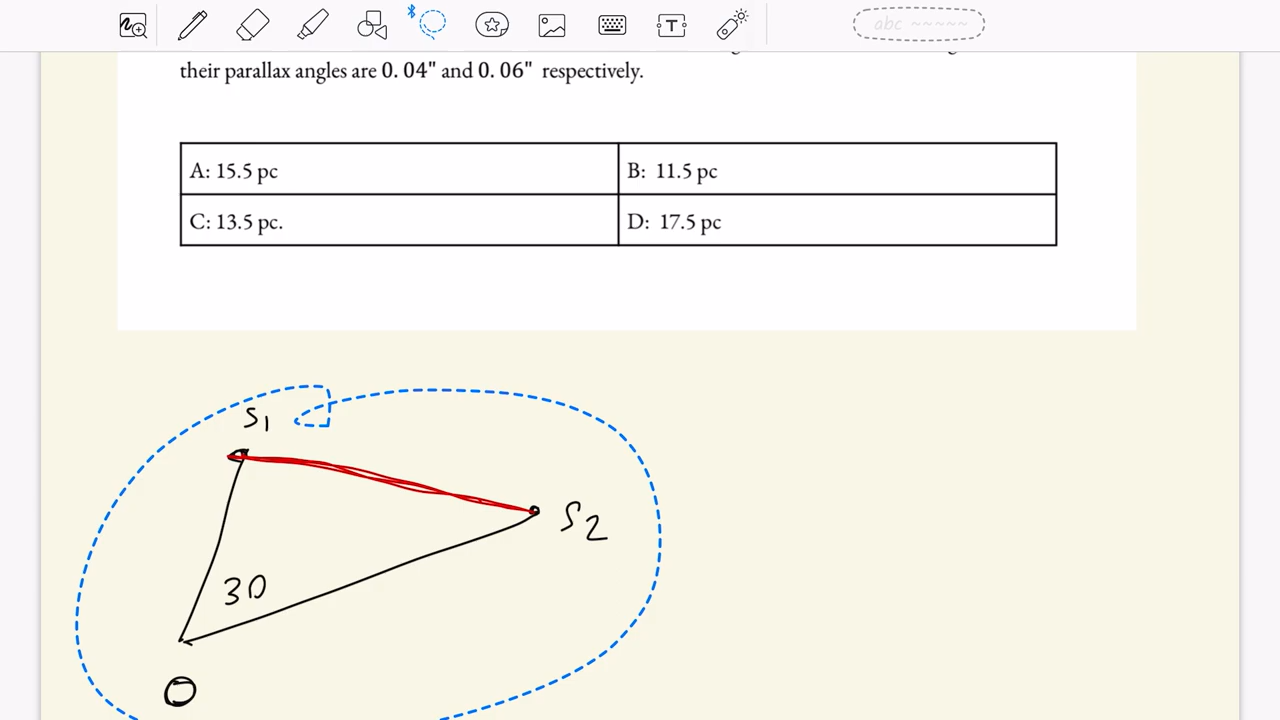 abc ~~~~~
T
their parallax angles are 0. 04" and 0. 06" respectively.
A: 15.5 pc
B: 11.5 pc
C: 13.5 pc.
D: 17.5 pc
S1
S2
30
O